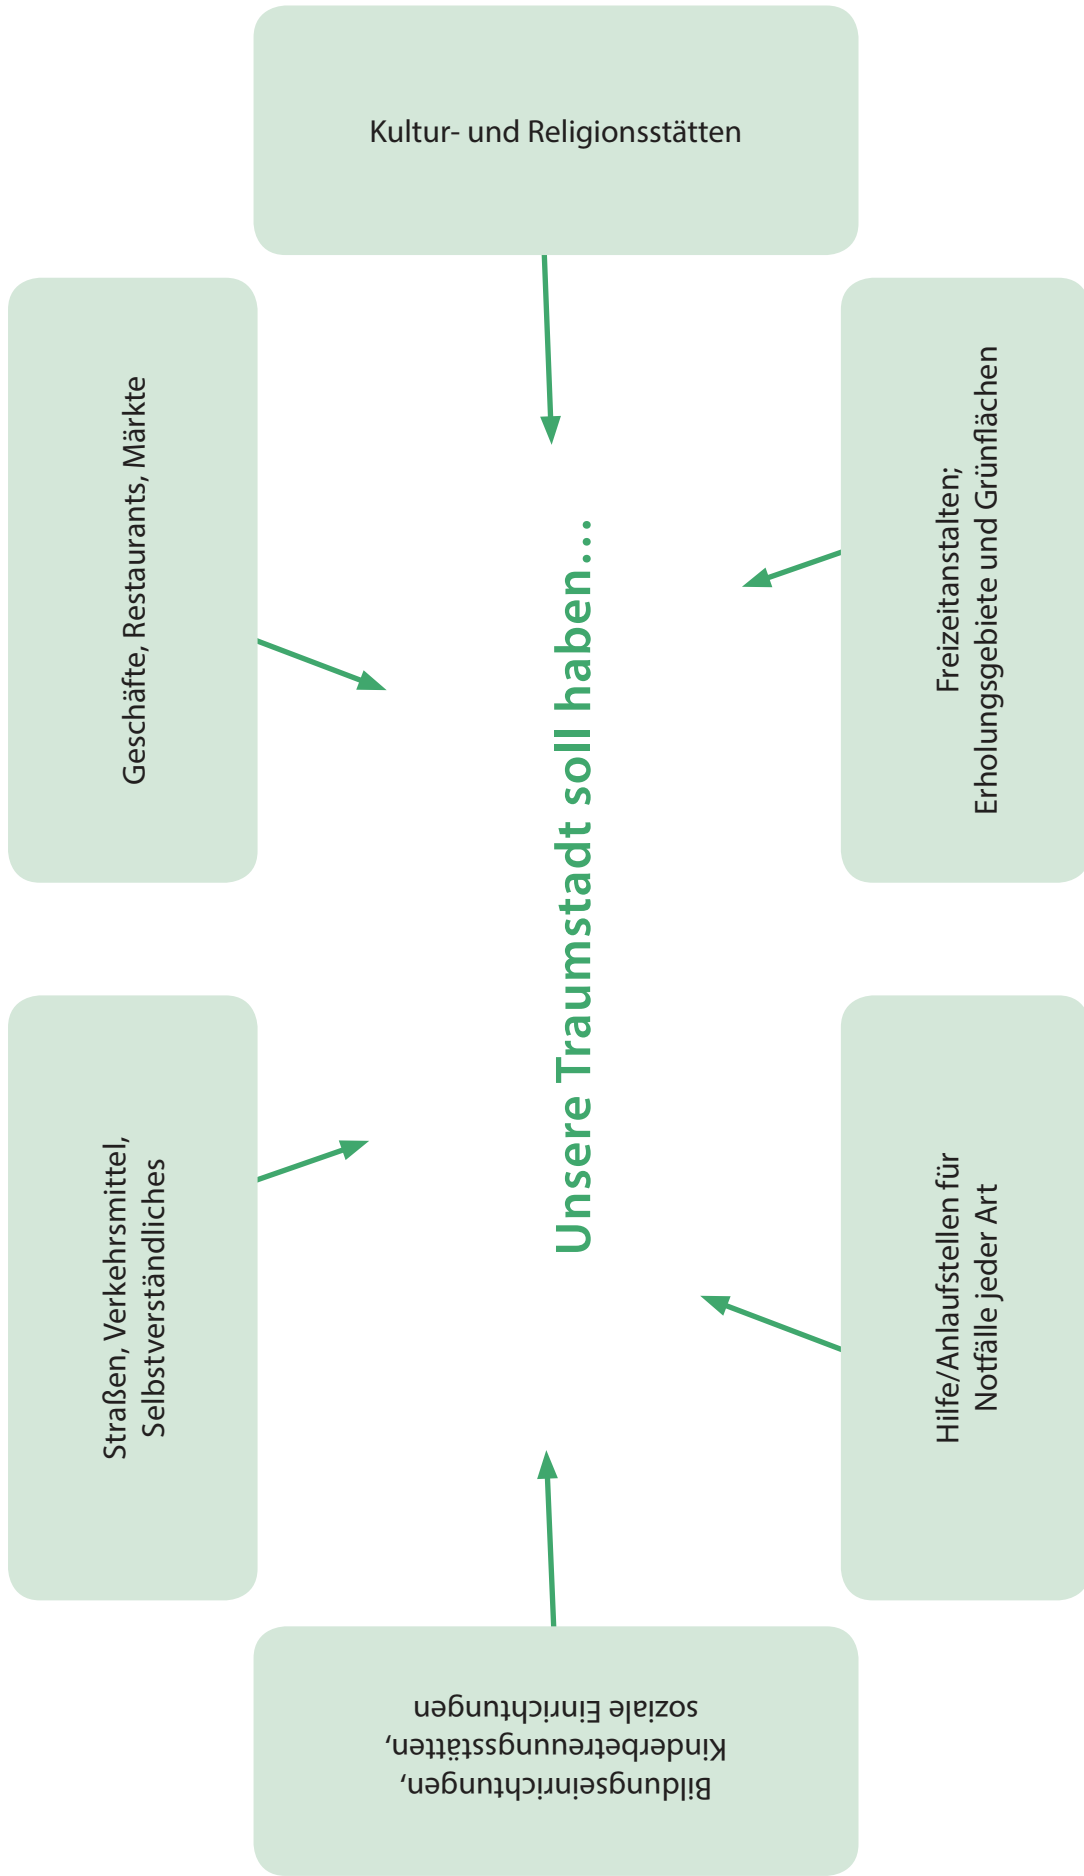 Kultur- und Religionsstätten
Geschäfte, Restaurants, Märkte
Freizeitanstalten;
Erholungsgebiete und Grünflächen
Unsere Traumstadt soll haben...
Straßen, Verkehrsmittel,
Selbstverständliches
Hilfe/Anlaufstellen für
Notfälle jeder Art
Bildungseinrichtungen,
Kinderbetreuungsstätten,
soziale Einrichtungen